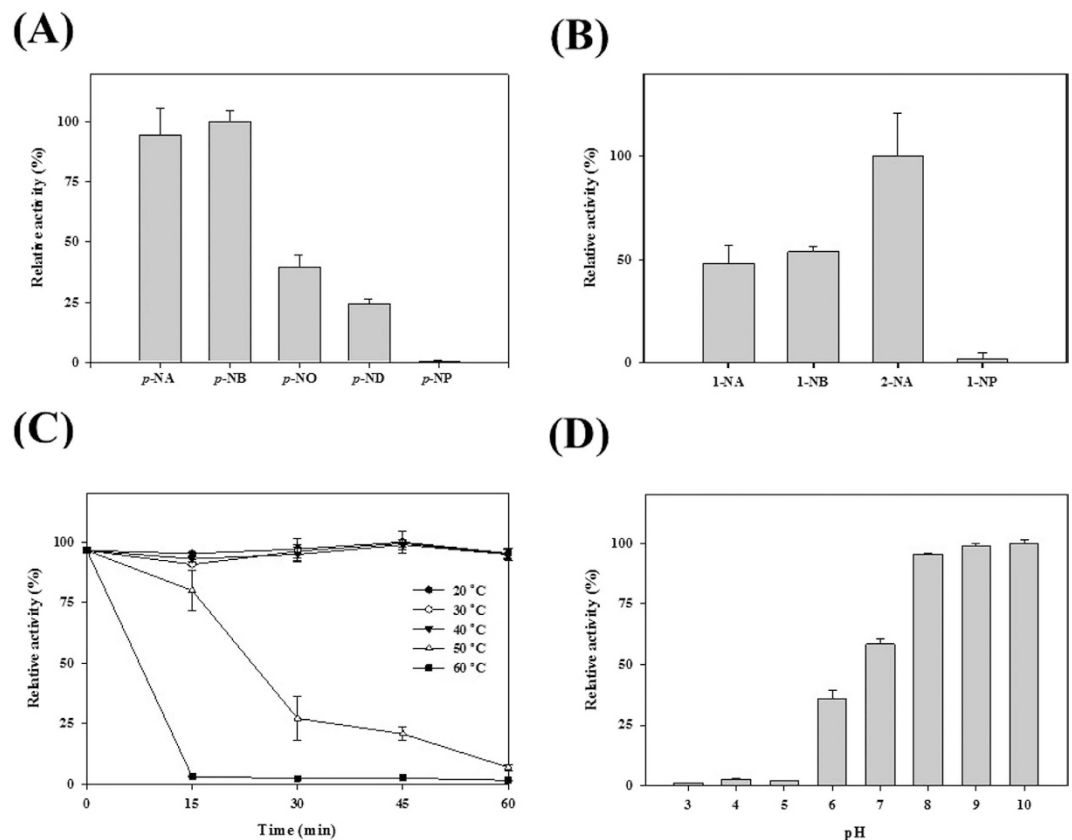 (A)
Relative activity (%)
100
75
50
25
0
p-NA p-NB p-NO p-ND p-NP
(B)
Relative activity (%)
100
50
0
1-NA 1-NB 2-NA 1-NP
(C)
Relative activity (%)
100
75
50
25
0
20 °C
30 °C
40 °C
50 °C
60 °C
0 15 30 45 60
Time (min)
(D)
Relative activity (%)
100
75
50
25
0
3 4 5 6 7 8 9 10
pH